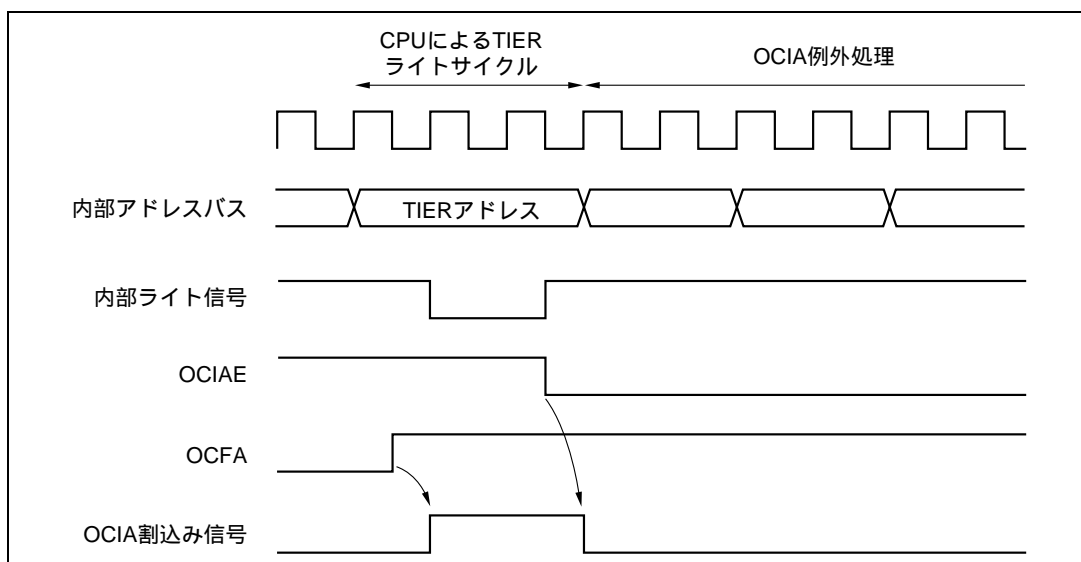 CPUによるTIER
ライトサイクル
OCIA例外処理
内部アドレスバス
TIERアドレス
内部ライト信号
OCIAE
OCFA
OCIA割込み信号